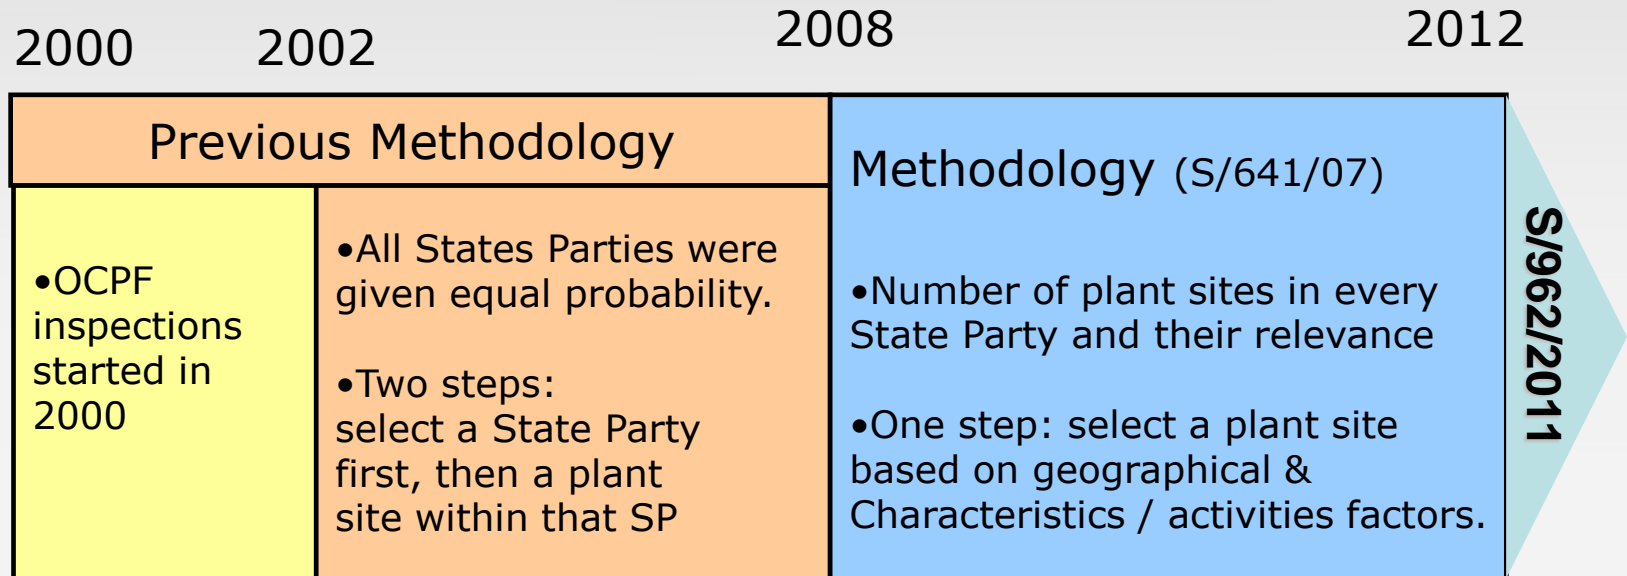 2000
2002
2008
2012
Previous Methodology
•OCPF
inspections
started in
2000
•All States Parties were
given equal probability.
•Two steps:
select a State Party
first, then a plant
site within that SP
Methodology (S/641/07)
•Number of plant sites in every
State Party and their relevance
•One step: select a plant site
based on geographical &
Characteristics / activities factors.
S/962/2011